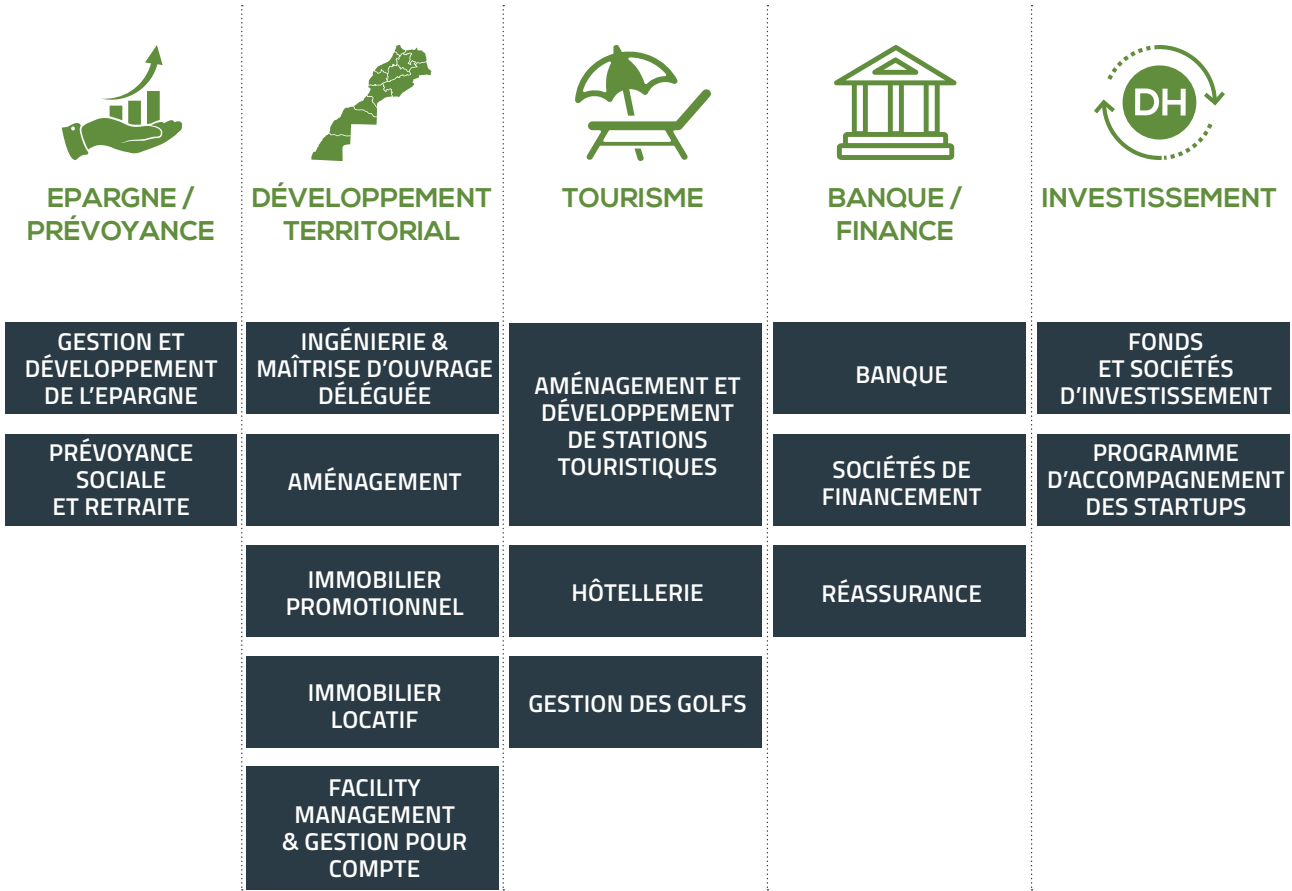 EPARGNE /
PRÉVOYANCE
DÉVELOPPEMENT
TERRITORIAL
TOURISME
BANQUE /
FINANCE
DH
INVESTISSEMENT
GESTION ET
DÉVELOPPEMENT
DE L’EPARGNE
PRÉVOYANCE
SOCIALE
ET RETRAITE
INGÉNIERIE &
MAÎTRISE D’OUVRAGE
DÉLÉGUÉE
AMÉNAGEMENT
IMMOBILIER
PROMOTIONNEL
IMMOBILIER
LOCATIF
FACILITY
MANAGEMENT
& GESTION POUR
COMPTE
AMÉNAGEMENT ET
DÉVELOPPEMENT
DE STATIONS
TOURISTIQUES
HÔTELLERIE
GESTION DES GOLFS
BANQUE
SOCIÉTÉS DE
FINANCEMENT
RÉASSURANCE
FONDS
ET SOCIÉTÉS
D’INVESTISSEMENT
PROGRAMME
D’ACCOMPAGNEMENT
DES STARTUPS